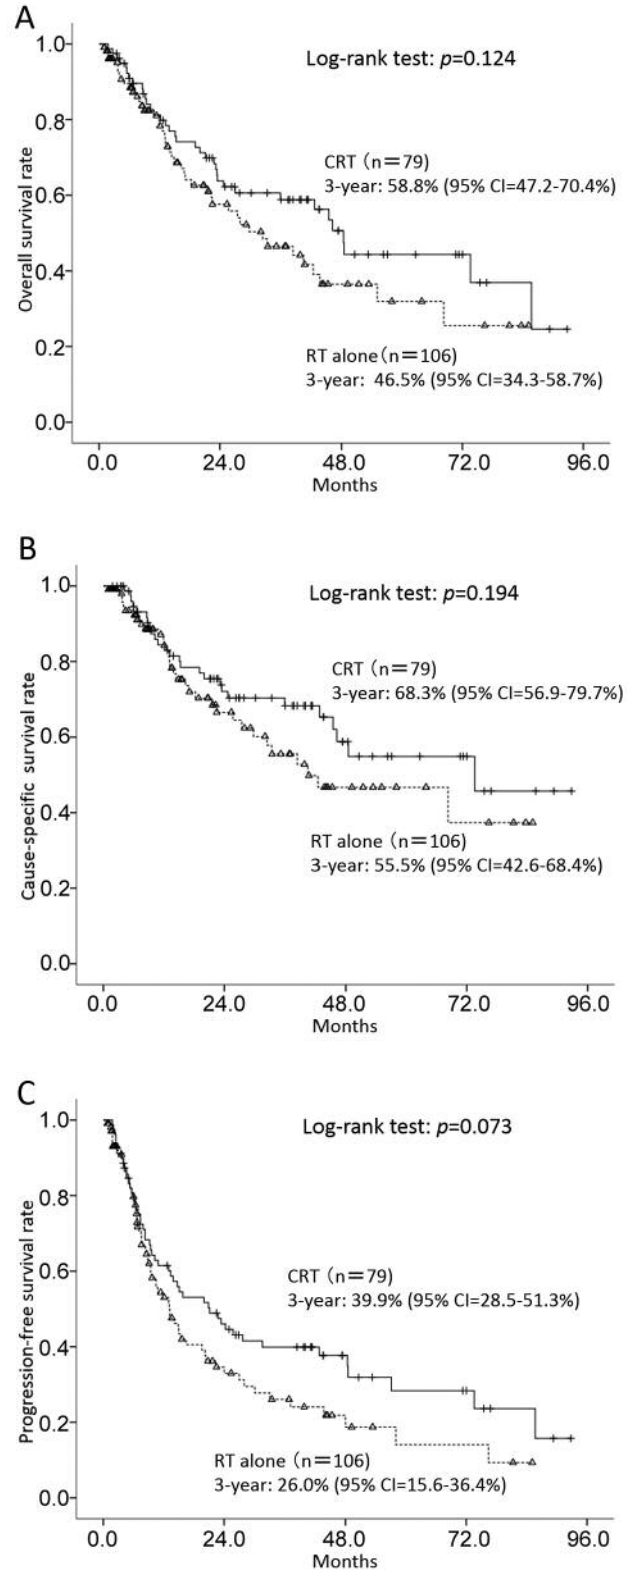 A
Log-rank test: p=0.124
CRT (n=79)
3-year: 58.8% (95% CI=47.2-70.4%)
RT alone(n=106)
3-year: 46.5% (95% CI=34.3-58.7%)
Overall survival rate
1.0
0.8
0.6
0.4
0.2
0.0
0.0 24.0 48.0 72.0 96.0
Months
B
Log-rank test: p=0.194
CRT (n=79)
3-year: 68.3% (95% CI=56.9-79.7%)
RT alone (n=106)
3-year: 55.5% (95% CI=42.6-68.4%)
Cause-specific survival rate
1.0
0.8
0.6
0.4
0.2
0.0
0.0 24.0 48.0 72.0 96.0
Months
C
Log-rank test: p=0.073
CRT (n=79)
3-year: 39.9% (95% CI=28.5-51.3%)
RT alone (n=106)
3-year: 26.0% (95% CI=15.6-36.4%)
Progression-free survival rate
1.0
0.8
0.6
0.4
0.2
0.0
0.0 24.0 48.0 72.0 96.0
Months